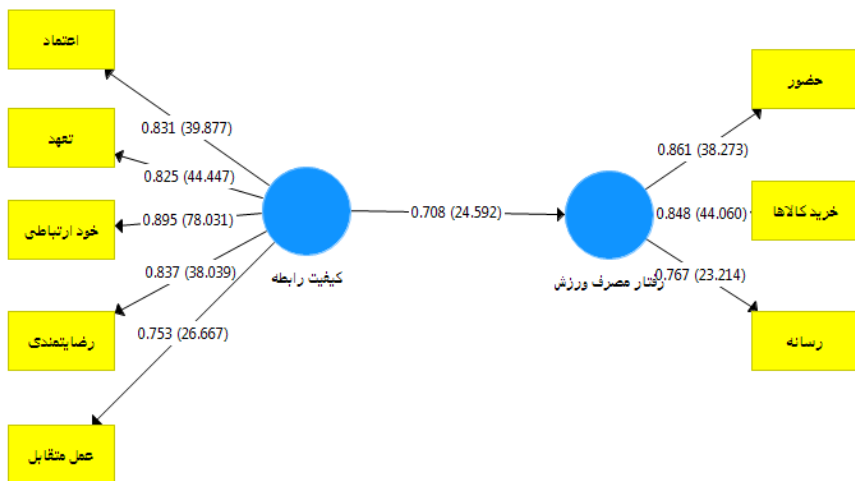 اعتماد
حضور
0.831 (39.877)
تعهد
0.861 (38.273)
0.825 (44.447)
خود ارتباطی
0.895 (78.031)
0.708 (24.592)
0.848 (44.060)
خرید کالاها
کیفیت رابطه
رفتار مصرف ورزش
0.837 (38.039)
0.767 (23.214)
رضایتمندی
0.753 (26.667)
رسانه
عمل متقابل